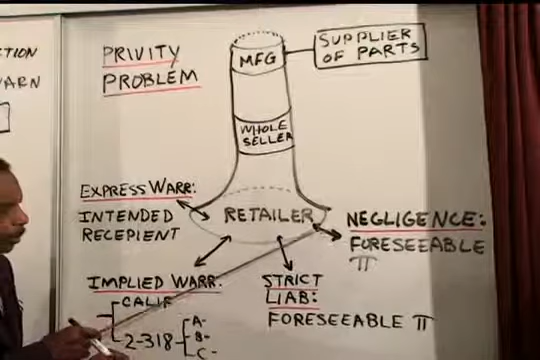 CTION
ARN
PRIVITY
PROBLEM
MFG
SUPPLIER
OF PARTS
WHOLE
SELLER
EXPRESS WARR:
INTENDED
RECEPIENT
RETAILER
NEGLIGENCE:
FORESEEABLE
π
IMPLIED WARR:
CALIF
2-318
A-
B-
C-
STRICT
LIAB:
FORESEEABLE π